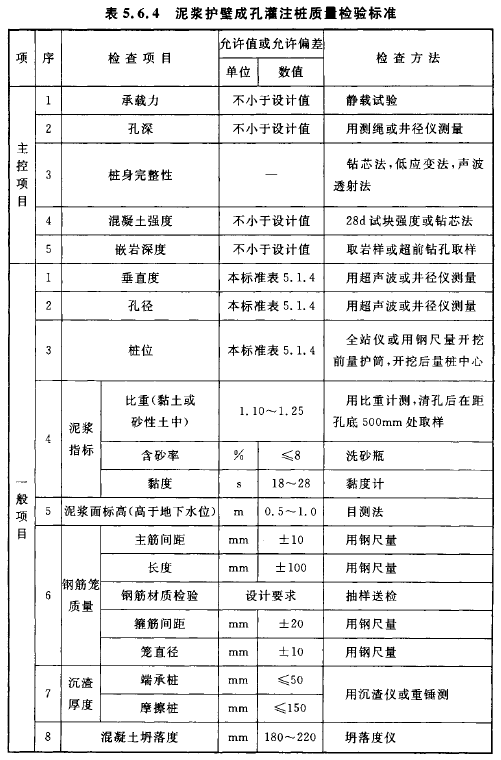 表 5.6.4 泥浆护壁成孔灌注桩质量检验标准
项 序 检查项目 允许值或允许偏差 检查方法
单位 数值
主控项目
1 承载力 不小于设计值 静载试验
2 孔深 不小于设计值 用测绳或井径仪测量
3 桩身完整性 — 钻芯法,低应变法,声波
透射法
4 混凝土强度 不小于设计值 28d 试块强度或钻芯法
5 嵌岩深度 不小于设计值 取岩样或超前钻孔取样
一般项目
1 垂直度 本标准表 5.1.4 用超声波或井径仪测量
2 孔径 本标准表 5.1.4 用超声波或井径仪测量
3 桩位 本标准表 5.1.4 全站仪或用钢尺量开挖
前量护筒,开挖后量桩中心
4 泥浆
指标
比重(黏土或
砂性土中) 1.10～1.25 用比重计测,清孔后在距
孔底 500mm 处取样
含砂率 % ≤8 洗砂瓶
黏度 s 18～28 黏度计
5 泥浆面标高(高于地下水位) m 0.5～1.0 目测法
6 钢筋笼
质量
主筋间距 mm ±10 用钢尺量
长度 mm ±100 用钢尺量
钢筋材质检验 设计要求 抽样送检
箍筋间距 mm ±20 用钢尺量
笼直径 mm ±10 用钢尺量
7 沉渣
厚度
端承桩 mm ≤50 用沉渣仪或重锤测
摩擦桩 mm ≤150
8 混凝土坍落度 mm 180～220 坍落度仪